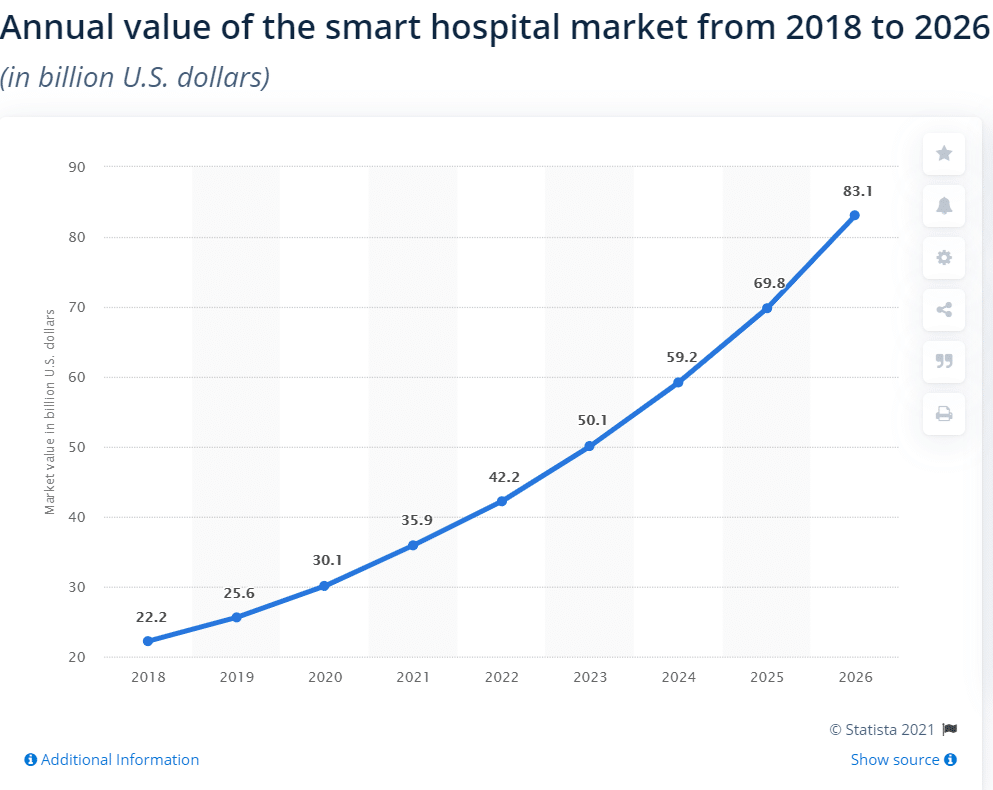 Annual value of the smart hospital market from 2018 to 2026
(in billion U.S. dollars)
90
83.1
80
69.8
70
59.2
60
50.1
50
42.2
40
35.9
30.1
30
25.6
22.2
20
Market value in billion U.S. dollars
2018 2019 2020 2021 2022 2023 2024 2025 2026
© Statista 2021
Additional Information Show source